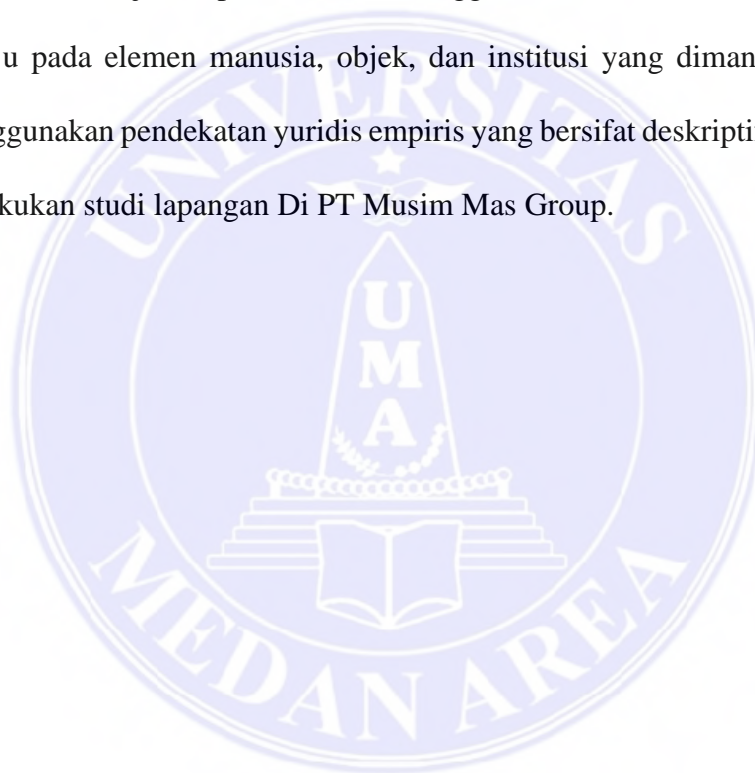 u pada elemen manusia, objek, dan institusi yang diman
ggunakan pendekatan yuridis empiris yang bersifat deskripti
kukan studi lapangan Di PT Musim Mas Group.
UNIVERSITAS
UMA
MEDAN AREA